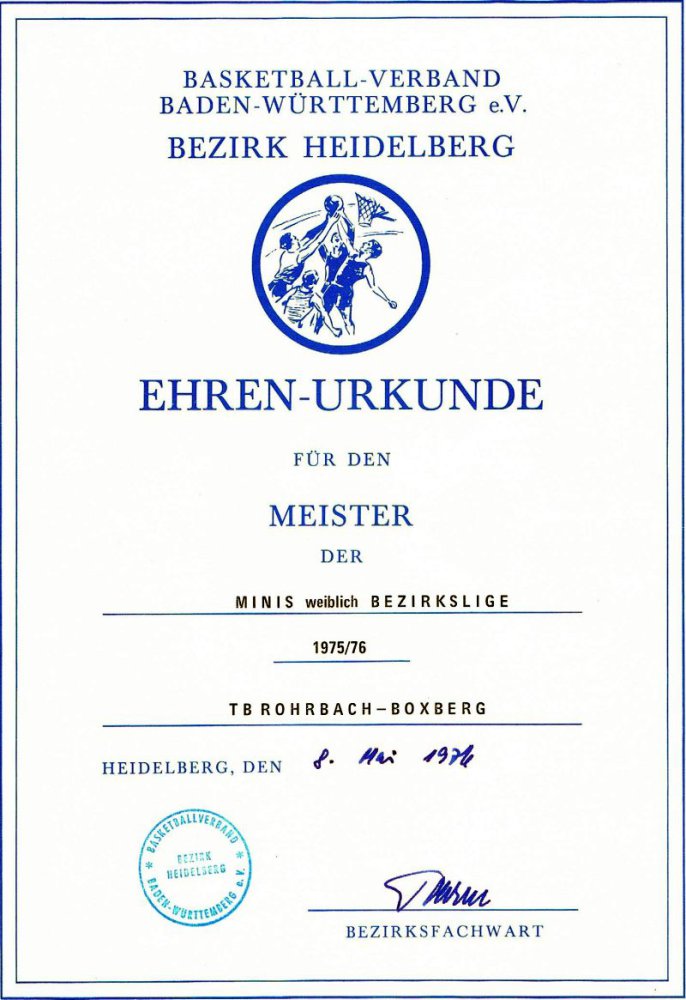 BASKETBALL-VERBAND
BADEN-WÜRTTEMBERG e.V.
BEZIRK HEIDELBERG
EHREN-URKUNDE
FÜR DEN
MEISTER
DER
MINIS weiblich BEZIRKSLIGE
1975/76
TB ROHRBACH–BOXBERG
HEIDELBERG, DEN 8. Mai 1976
* BASKETBALLVERBAND *
BEZIRK
HEIDELBERG
BADEN-WÜRTTEMBERG e.V.
BEZIRKSFACHWART